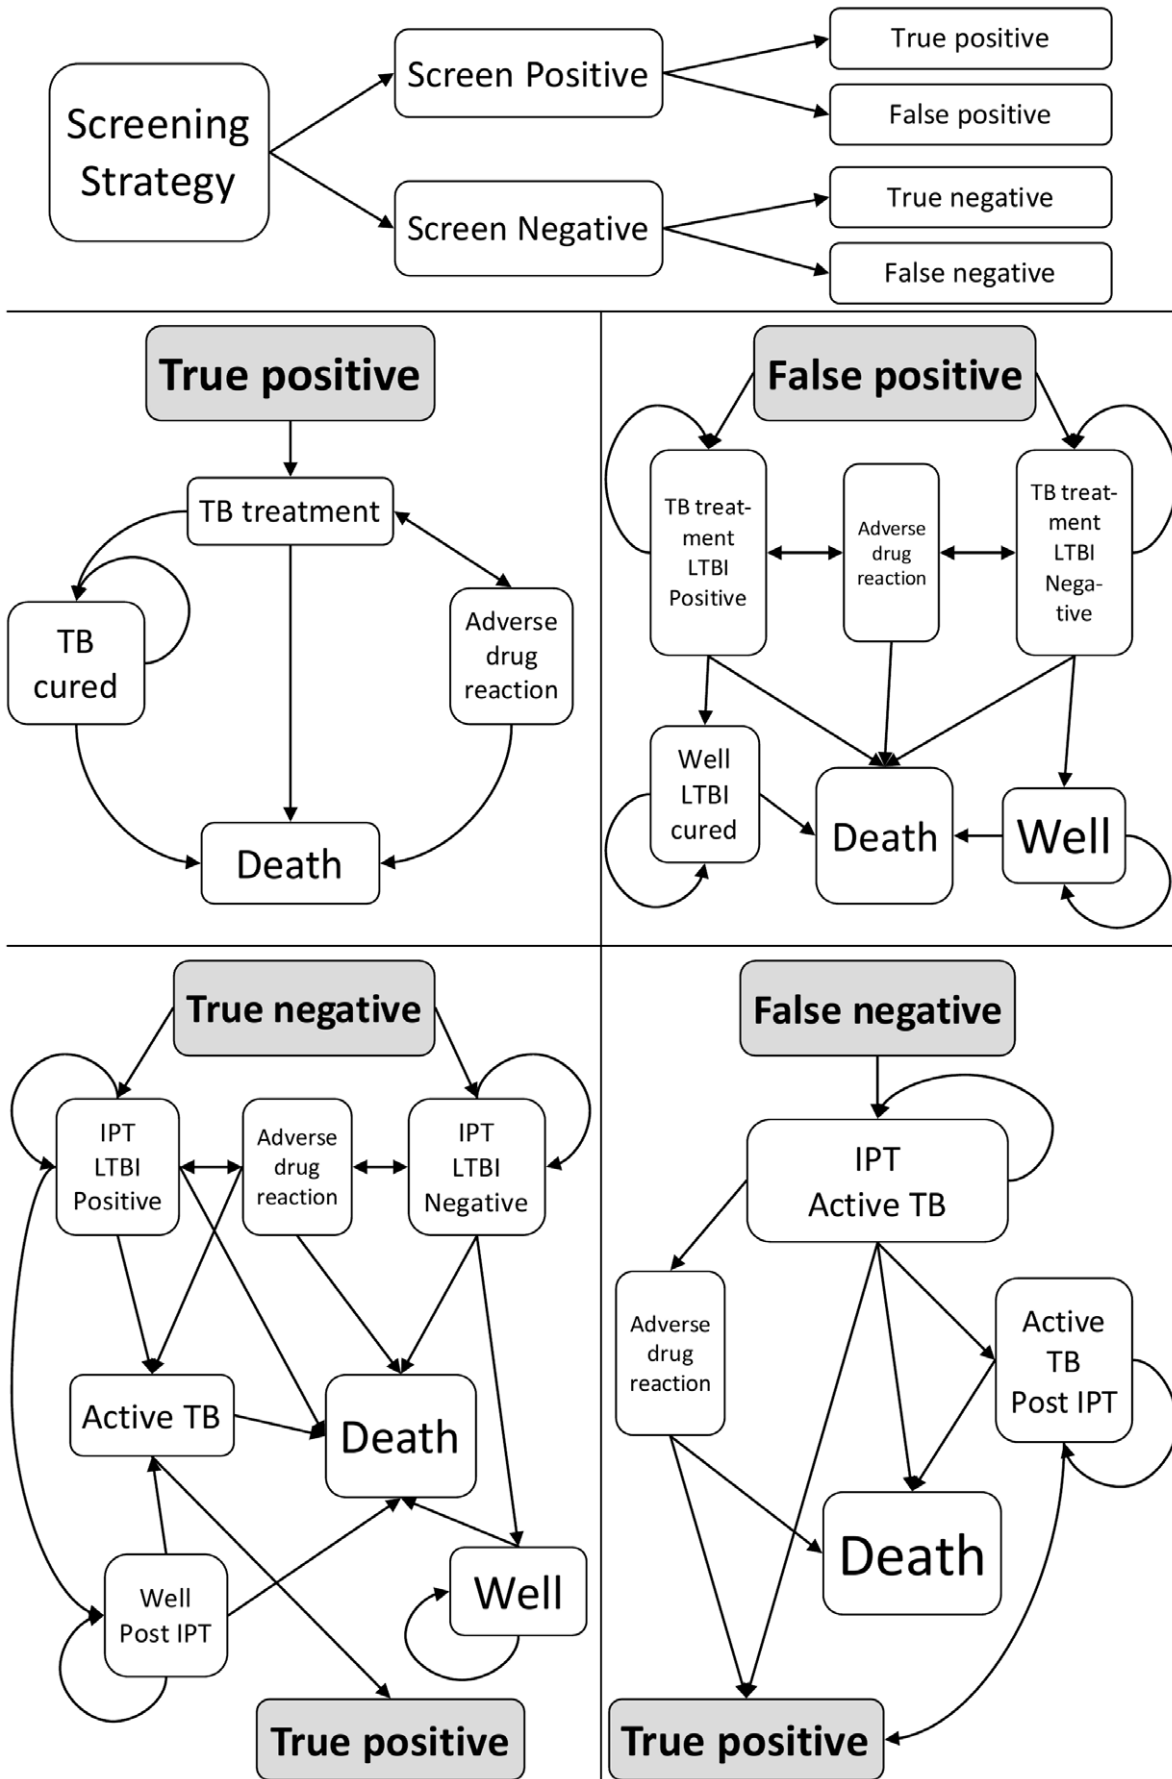 Screening
Strategy
Screen Positive
Screen Negative
True positive
False positive
True negative
False negative
True positive
TB treatment
TB
cured
Adverse
drug
reaction
Death
False positive
TB treat-
ment
LTBI
Positive
Adverse
drug
reaction
TB treat-
ment
LTBI
Nega-
tive
Well
LTBI
cured
Death
Well
True negative
IPT
LTBI
Positive
Adverse
drug
reaction
IPT
LTBI
Negative
Active TB
Death
Well
Post IPT
Well
True positive
False negative
IPT
Active TB
Adverse
drug
reaction
Active
TB
Post IPT
Death
True positive